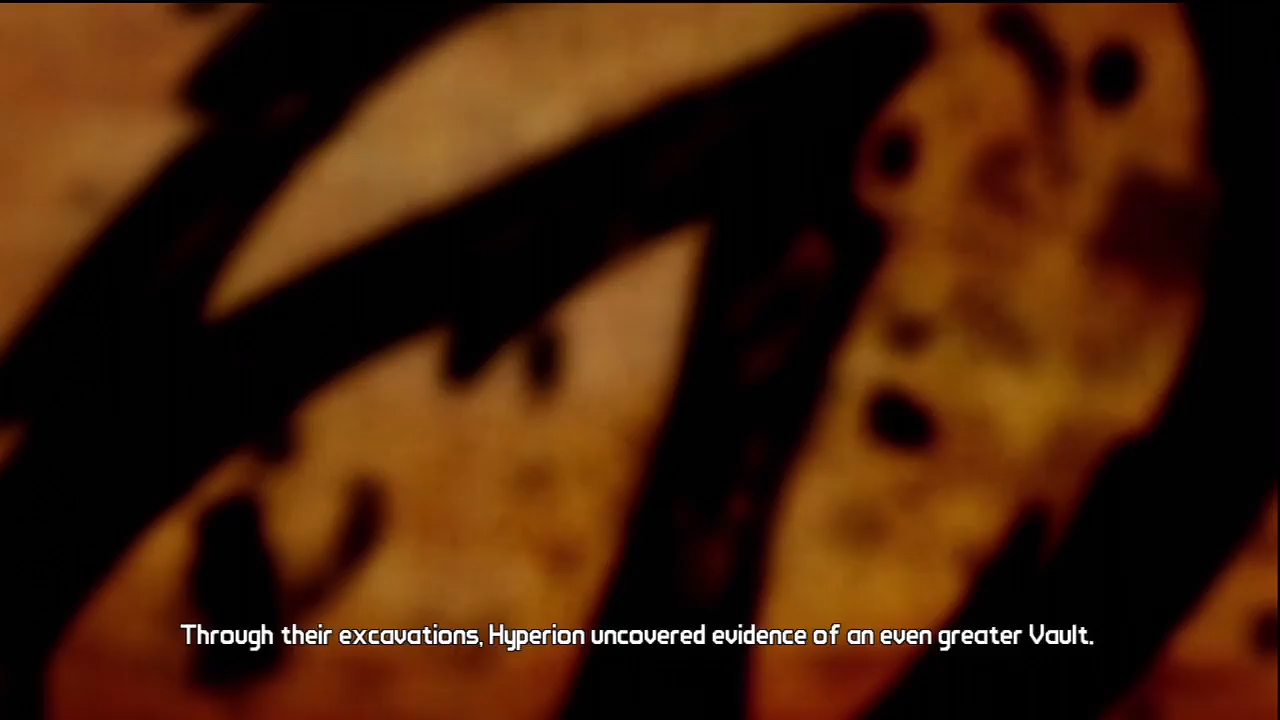 Through their excavations, Hyperion uncovered evidence of an even greater Vault.